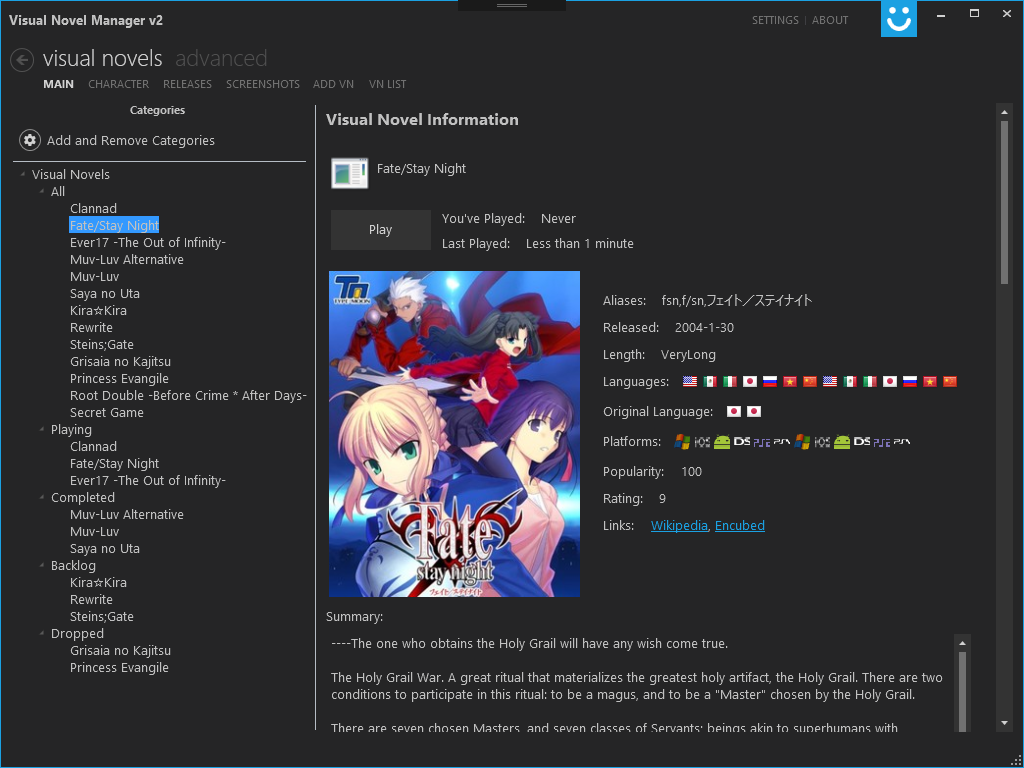 Visual Novel Manager v2
SETTINGS | ABOUT
visual novels advanced
MAIN CHARACTER RELEASES SCREENSHOTS ADD VN VN LIST
Categories
Add and Remove Categories
Visual Novels
All
Clannad
Fate/Stay Night
Ever17 -The Out of Infinity-
Muv-Luv Alternative
Muv-Luv
Saya no Uta
Kira☆Kira
Rewrite
Steins;Gate
Grisaia no Kajitsu
Princess Evangile
Root Double -Before Crime * After Days-
Secret Game
Playing
Clannad
Fate/Stay Night
Ever17 -The Out of Infinity-
Completed
Muv-Luv Alternative
Muv-Luv
Saya no Uta
Backlog
Kira☆Kira
Rewrite
Steins;Gate
Dropped
Grisaia no Kajitsu
Princess Evangile
Visual Novel Information
Fate/Stay Night
Play
You've Played: Never
Last Played: Less than 1 minute
TYPE-MOON
Fate
stay night
フェイト/ステイナイト
Aliases: fsn,f/sn,フェイト／ステイナイト
Released: 2004-1-30
Length: VeryLong
Languages:
Original Language:
Platforms: iOS DS PS2 PSV iOS DS PS2 PSV
Popularity: 100
Rating: 9
Links: Wikipedia, Encubed
Summary:
----The one who obtains the Holy Grail will have any wish come true.
The Holy Grail War. A great ritual that materializes the greatest holy artifact, the Holy Grail. There are two
conditions to participate in this ritual: to be a magus, and to be a "Master" chosen by the Holy Grail.
There are seven chosen Masters, and seven classes of Servants; beings akin to superhumans with